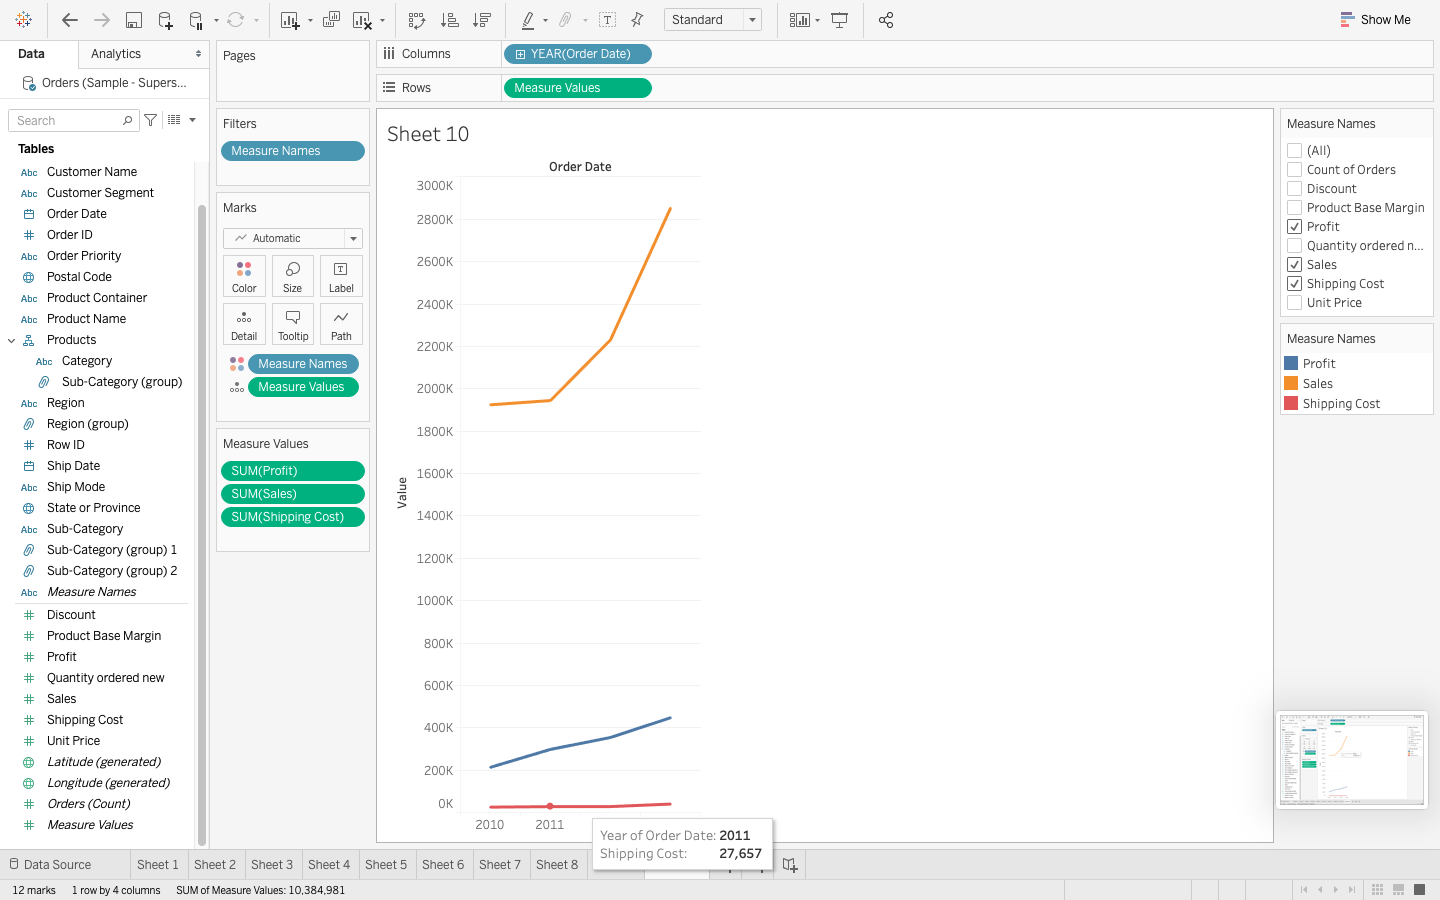 Standard
Show Me
Data
Analytics
Orders (Sample - Supers...
Search
Tables
Abc Customer Name
Abc Customer Segment
Order Date
Order ID
Abc Order Priority
Postal Code
Abc Product Container
Abc Product Name
Products
Abc Category
Sub-Category (group)
Abc Region
Region (group)
Row ID
Ship Date
Abc Ship Mode
State or Province
Abc Sub-Category
Sub-Category (group) 1
Sub-Category (group) 2
Abc Measure Names
Discount
Product Base Margin
Profit
Quantity ordered new
Sales
Shipping Cost
Unit Price
Latitude (generated)
Longitude (generated)
Orders (Count)
Measure Values
Pages
Filters
Measure Names
Marks
Automatic
Color
Size
Label
Detail
Tooltip
Path
Measure Names
Measure Values
Measure Values
SUM(Profit)
SUM(Sales)
SUM(Shipping Cost)
Columns
YEAR(Order Date)
Rows
Measure Values
Sheet 10
Order Date
3000K
2800K
2600K
2400K
2200K
2000K
1800K
1600K
1400K
1200K
1000K
800K
600K
400K
200K
0K
Value
2010
2011
Year of Order Date: 2011
Shipping Cost: 27,657
Measure Names
(All)
Count of Orders
Discount
Product Base Margin
Profit
Quantity ordered n...
Sales
Shipping Cost
Unit Price
Measure Names
Profit
Sales
Shipping Cost
Data Source
Sheet 1
Sheet 2
Sheet 3
Sheet 4
Sheet 5
Sheet 6
Sheet 7
Sheet 8
12 marks
1 row by 4 columns
SUM of Measure Values: 10,384,981